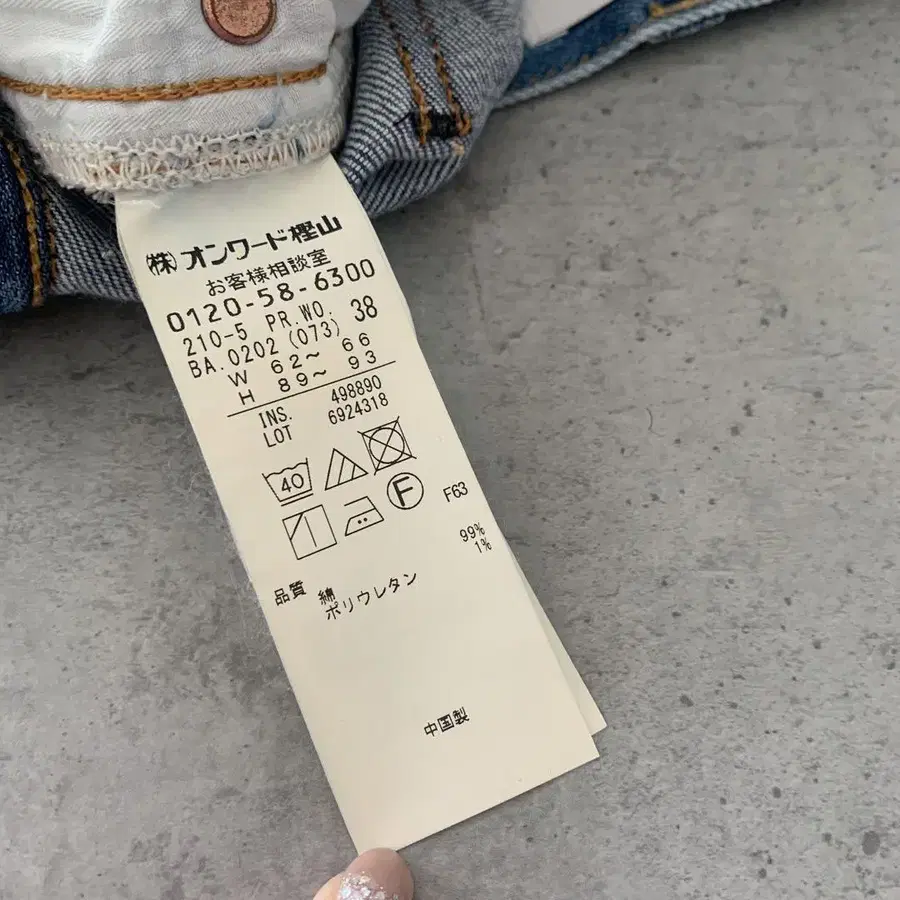 (株)オンワード樫山
お客様相談室
0120-58-6300
210-5 PR.WO. 38
BA.0202 (073)
W 62〜 66
H 89〜 93
INS. 498890
LOT 6924318
40
F F63
品質 綿 99%
ポリウレタン 1%
中国製